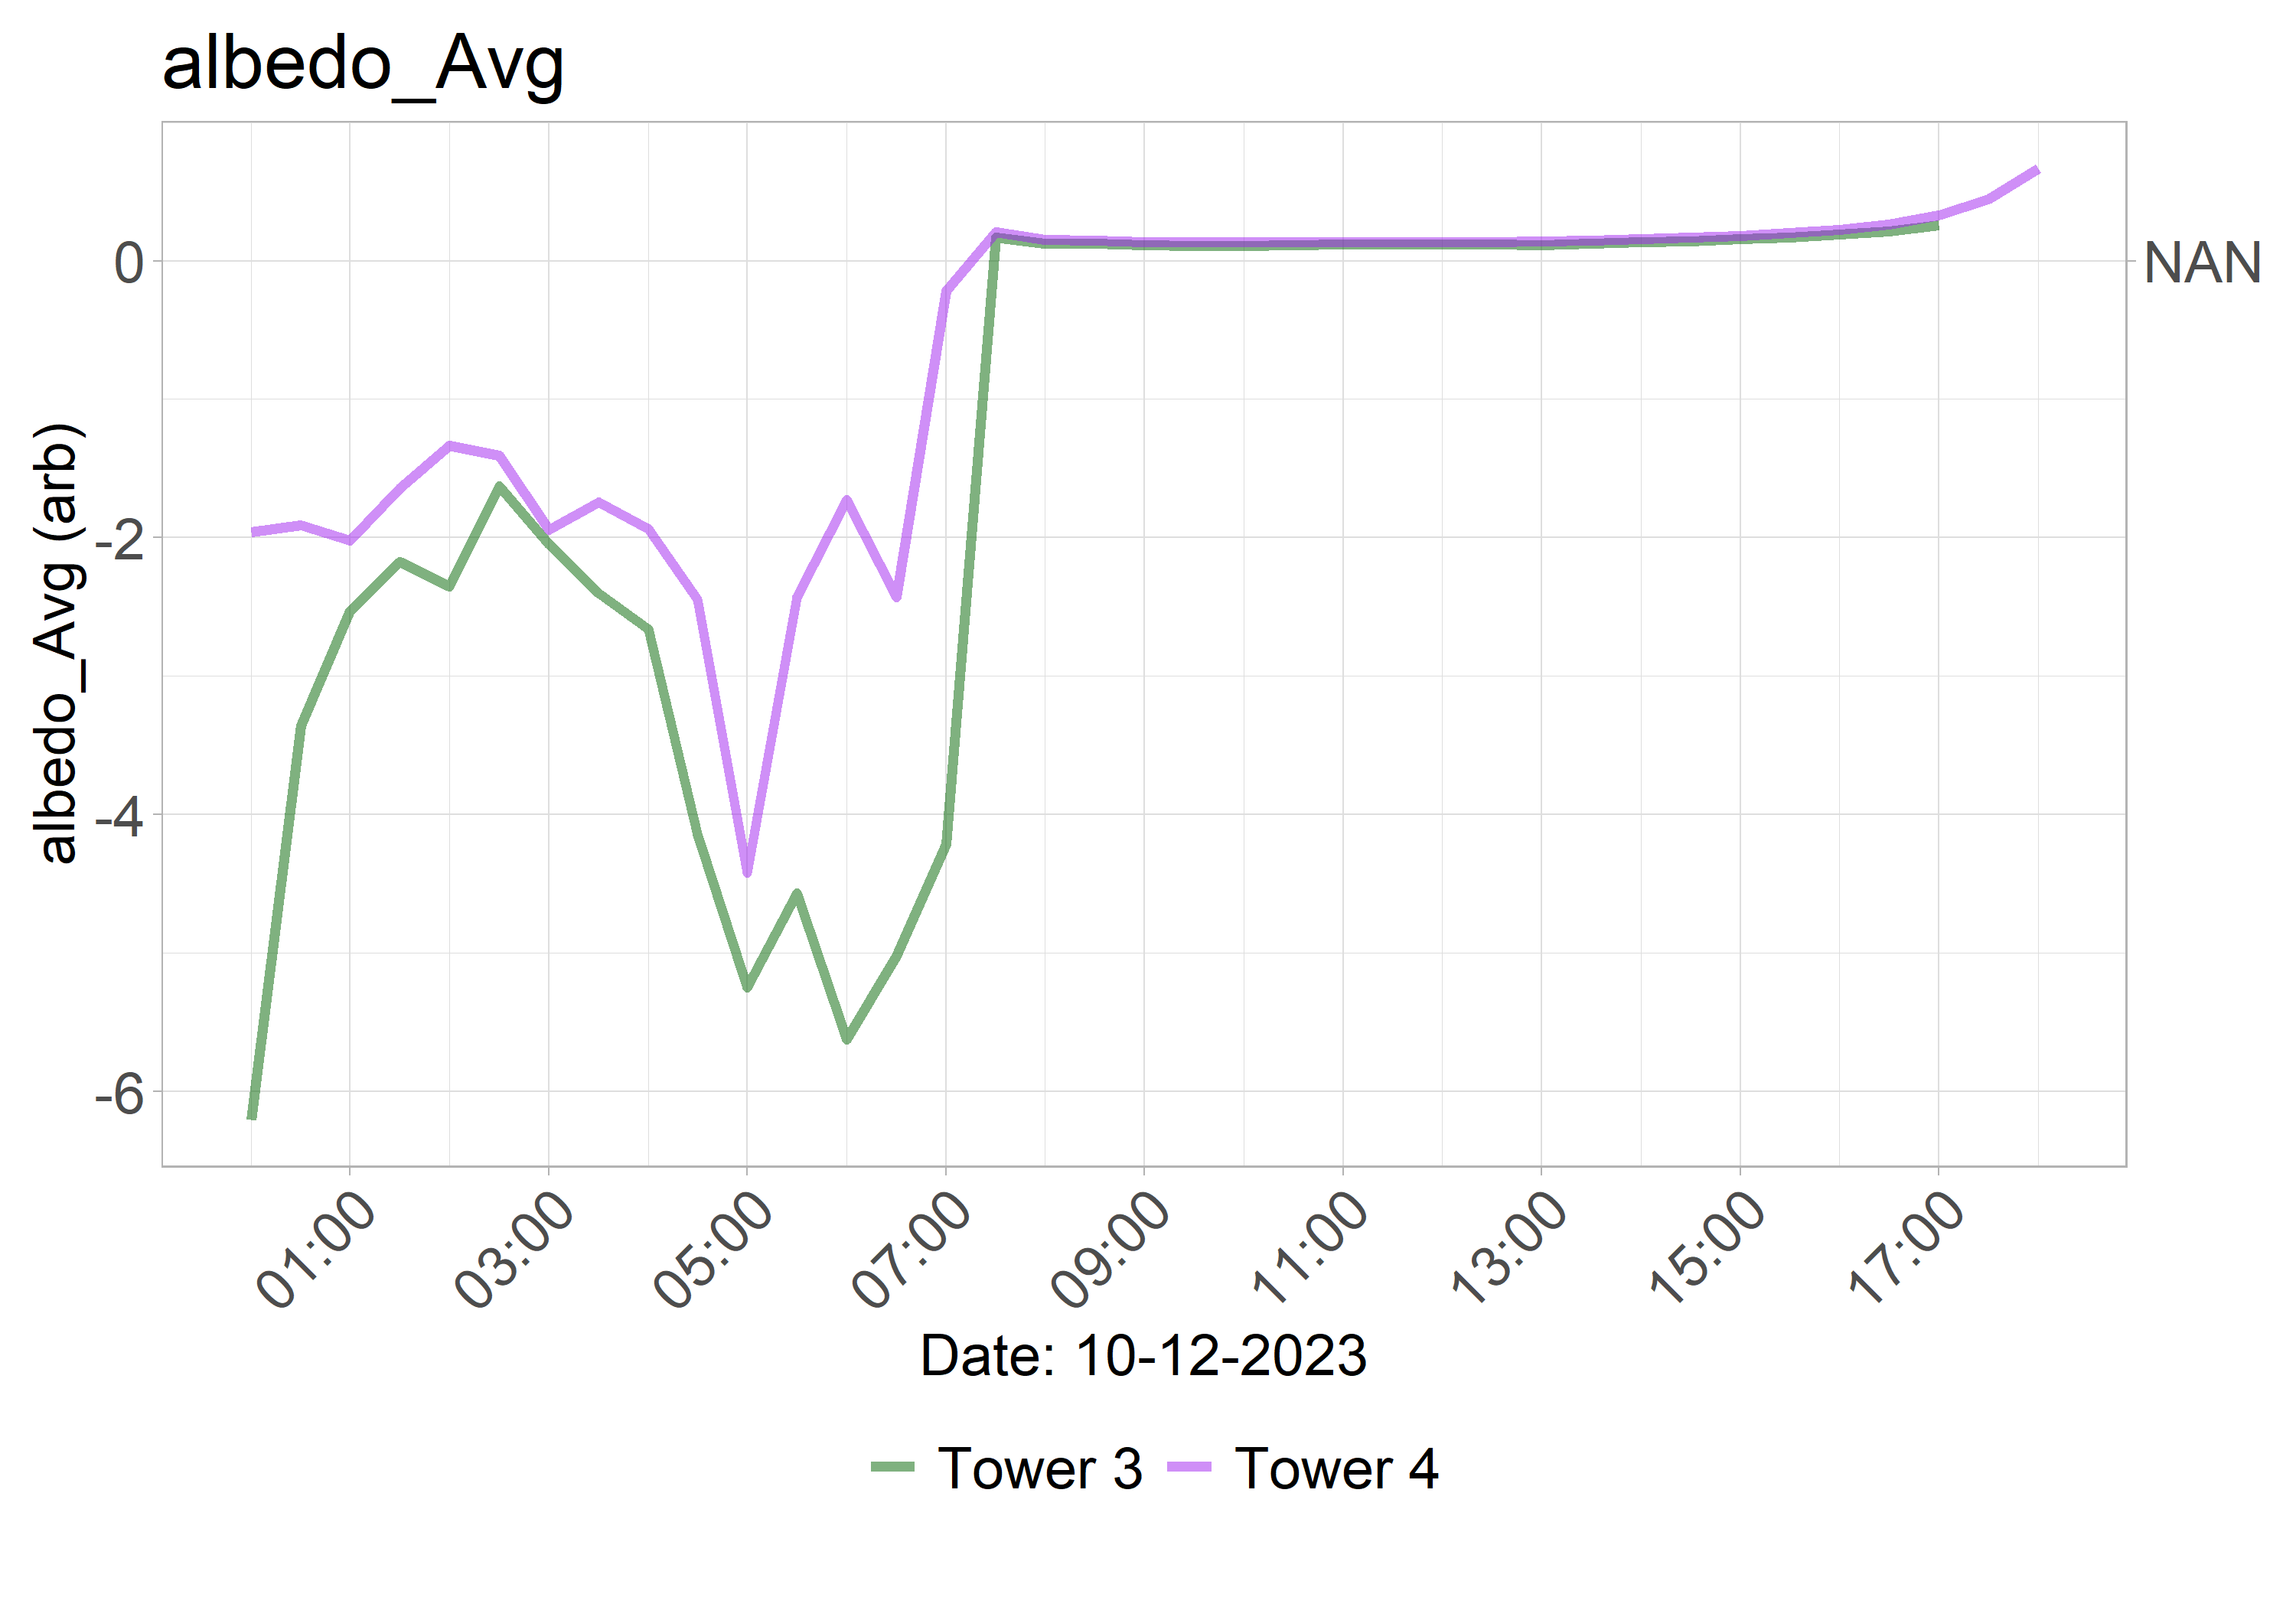 albedo_Avg
albedo_Avg (arb)
0
-2
-4
-6
NAN
01:00
03:00
05:00
07:00
09:00
11:00
13:00
15:00
17:00
Date: 10-12-2023
Tower 3
Tower 4